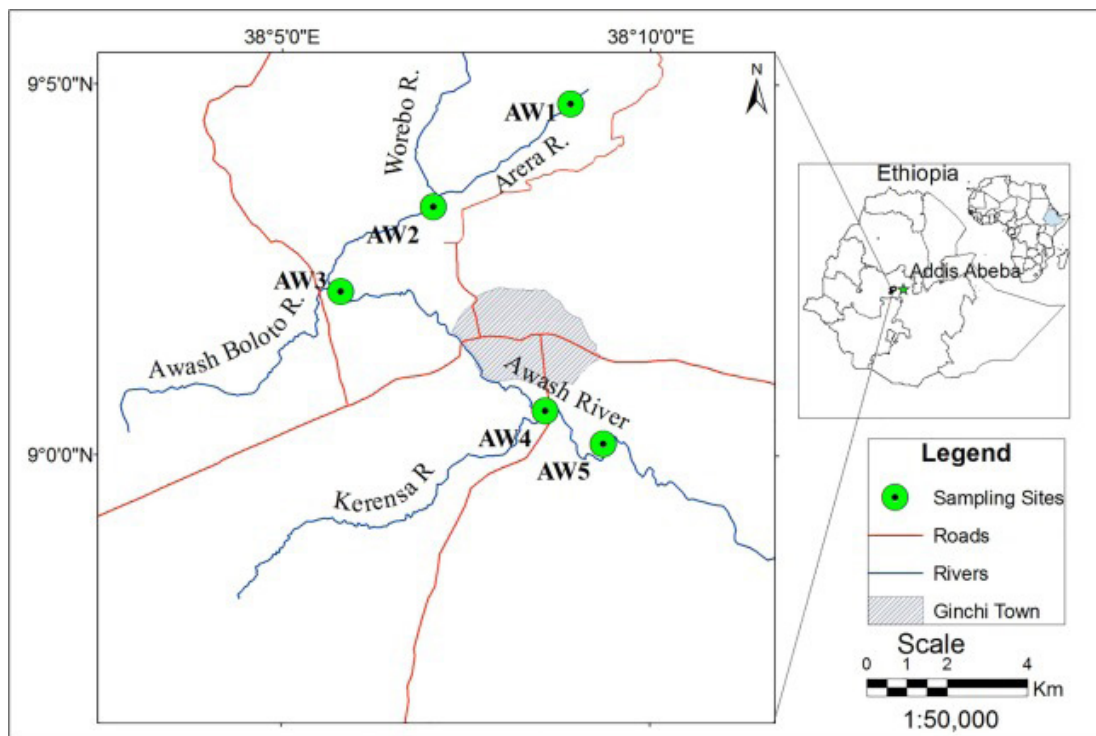 38°5'0"E
38°10'0"E
9°5'0"N
N
Worebo R.
AW1
Arera R.
AW2
AW3
Awash Boloto R.
Awash River
AW4
AW5
9°0'0"N
Kerensa R
Ethiopia
Addis Abeba
Legend
Sampling Sites
Roads
Rivers
Ginchi Town
Scale
0 1 2 4
Km
1:50,000